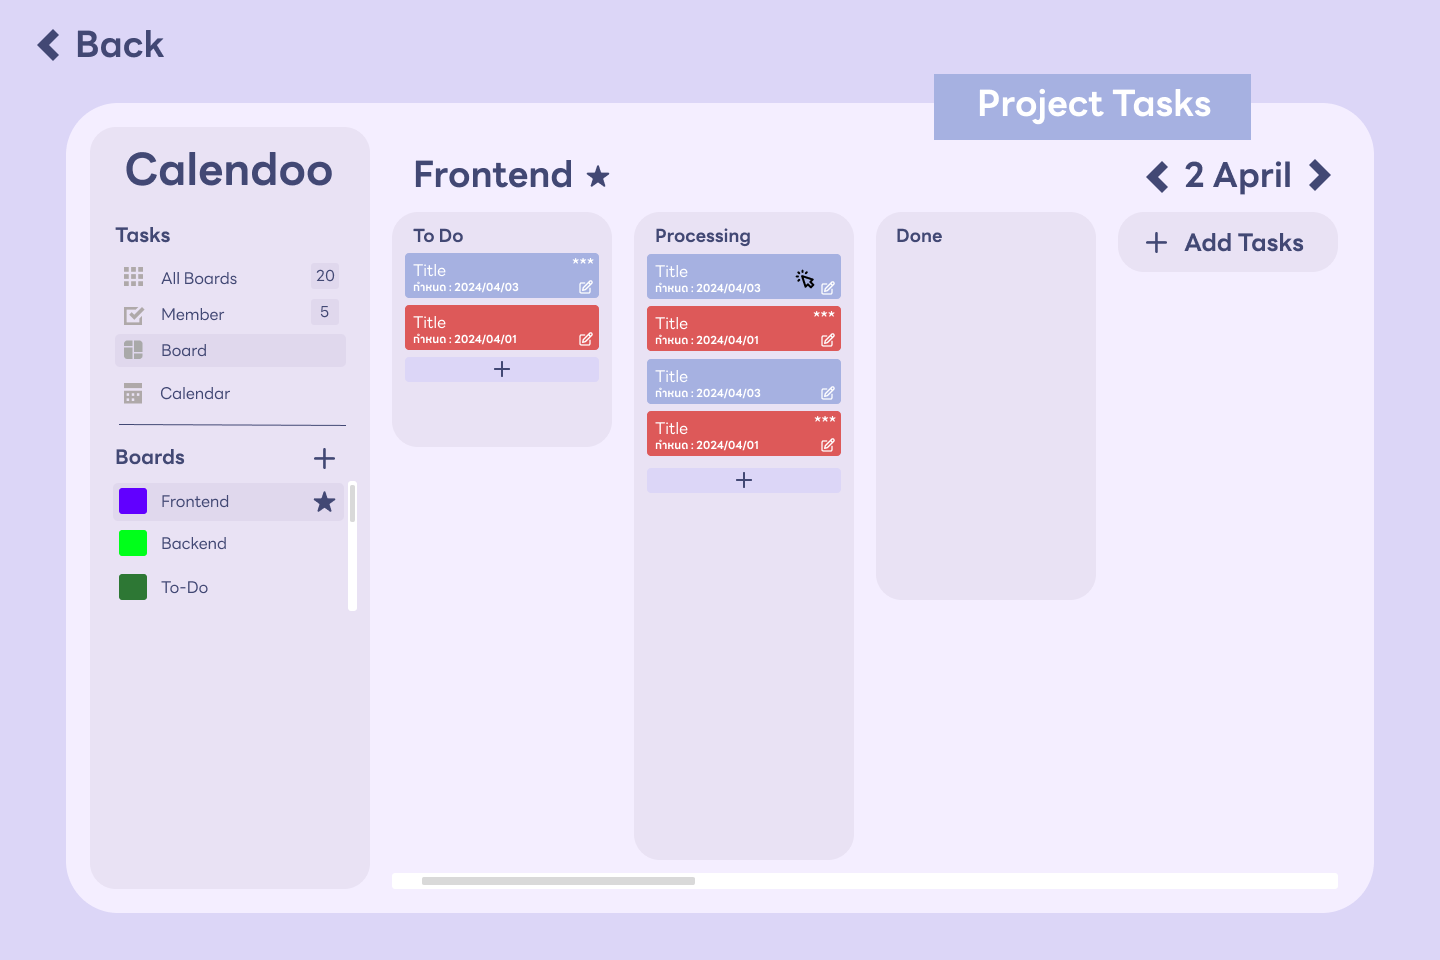 Back
Project Tasks
Calendoo
Tasks
All Boards 20
Member 5
Board
Calendar
Boards
Frontend
Backend
To-Do
Frontend
2 April
To Do
***
Title
กำหนด : 2024/04/03
Title
กำหนด : 2024/04/01
Processing
Title
กำหนด : 2024/04/03
***
Title
กำหนด : 2024/04/01
Title
กำหนด : 2024/04/03
***
Title
กำหนด : 2024/04/01
Done
Add Tasks